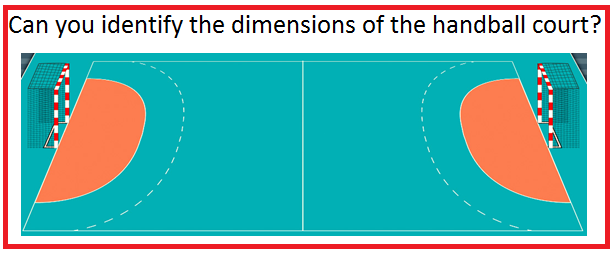 Can you identify the dimensions of the handball court?